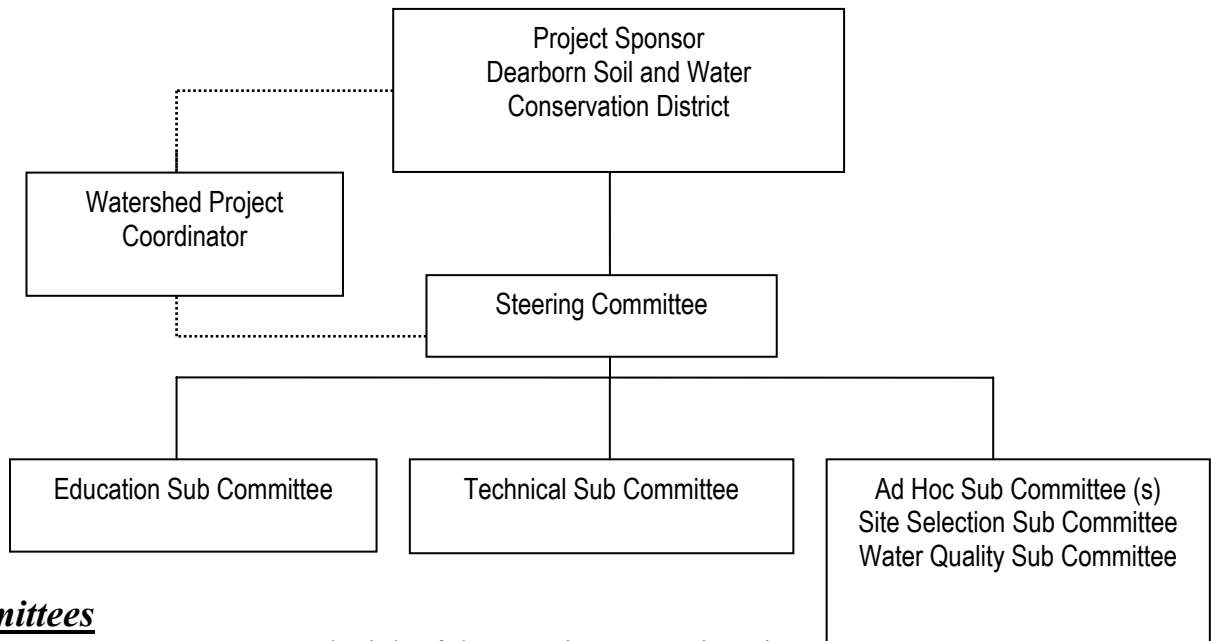 Project Sponsor
Dearborn Soil and Water
Conservation District
Watershed Project
Coordinator
Steering Committee
Education Sub Committee
Technical Sub Committee
Ad Hoc Sub Committee (s)
Site Selection Sub Committee
Water Quality Sub Committee
mittees